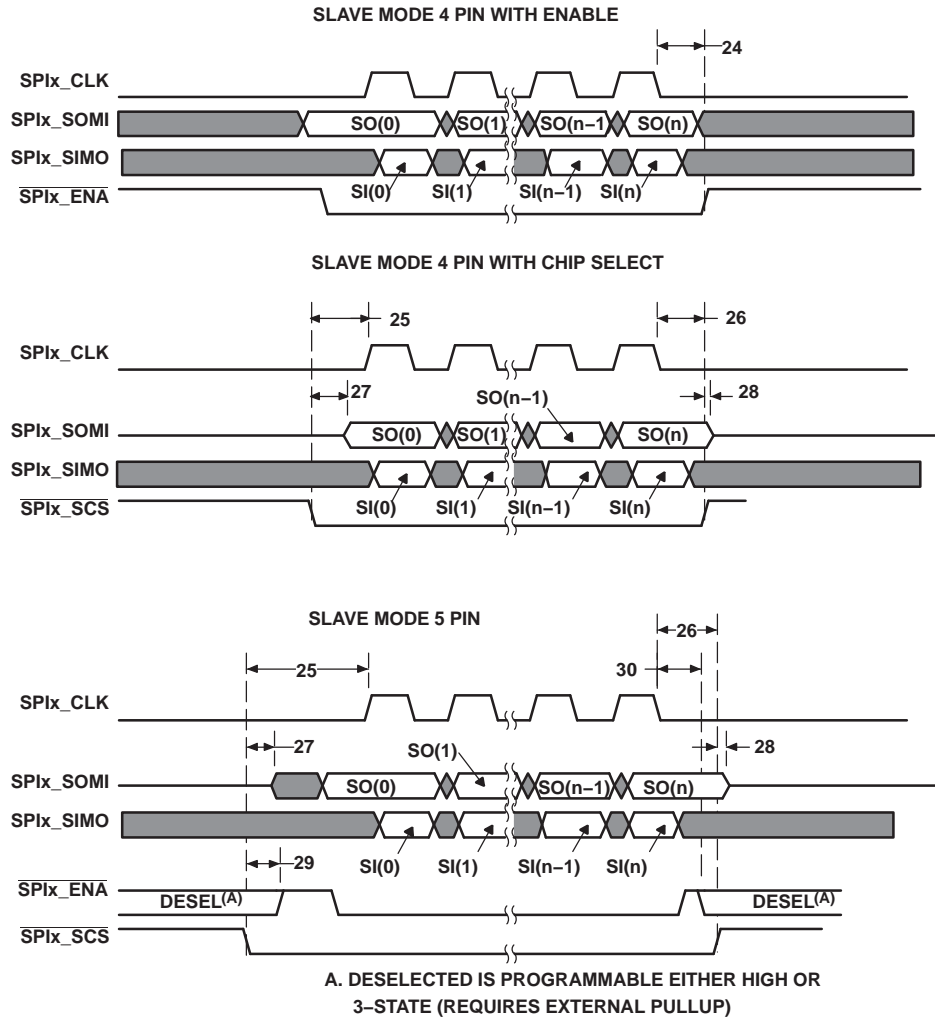 SLAVE MODE 4 PIN WITH ENABLE
24
SPIx_CLK
SPIx_SOMI
SO(0)
SO(1)
SO(n−1
SO(n)
SPIx_SIMO
SPIx_ENA
SI(0)
SI(1)
SI(n−1)
SI(n)
SLAVE MODE 4 PIN WITH CHIP SELECT
25
26
SPIx_CLK
27
SO(n−1)
28
SPIx_SOMI
SO(0)
SO(1)
SO(n)
SPIx_SIMO
SPIx_SCS
SI(0)
SI(1)
SI(n−1)
SI(n)
SLAVE MODE 5 PIN
26
25
30
SPIx_CLK
27
SO(1)
28
SPIx_SOMI
SO(0)
SO(n−1)
SO(n)
SPIx_SIMO
29
SI(0)
SI(1)
SI(n−1)
SI(n)
SPIx_ENA
DESEL(A)
DESEL(A)
SPIx_SCS
A. DESELECTED IS PROGRAMMABLE EITHER HIGH OR
3−STATE (REQUIRES EXTERNAL PULLUP)